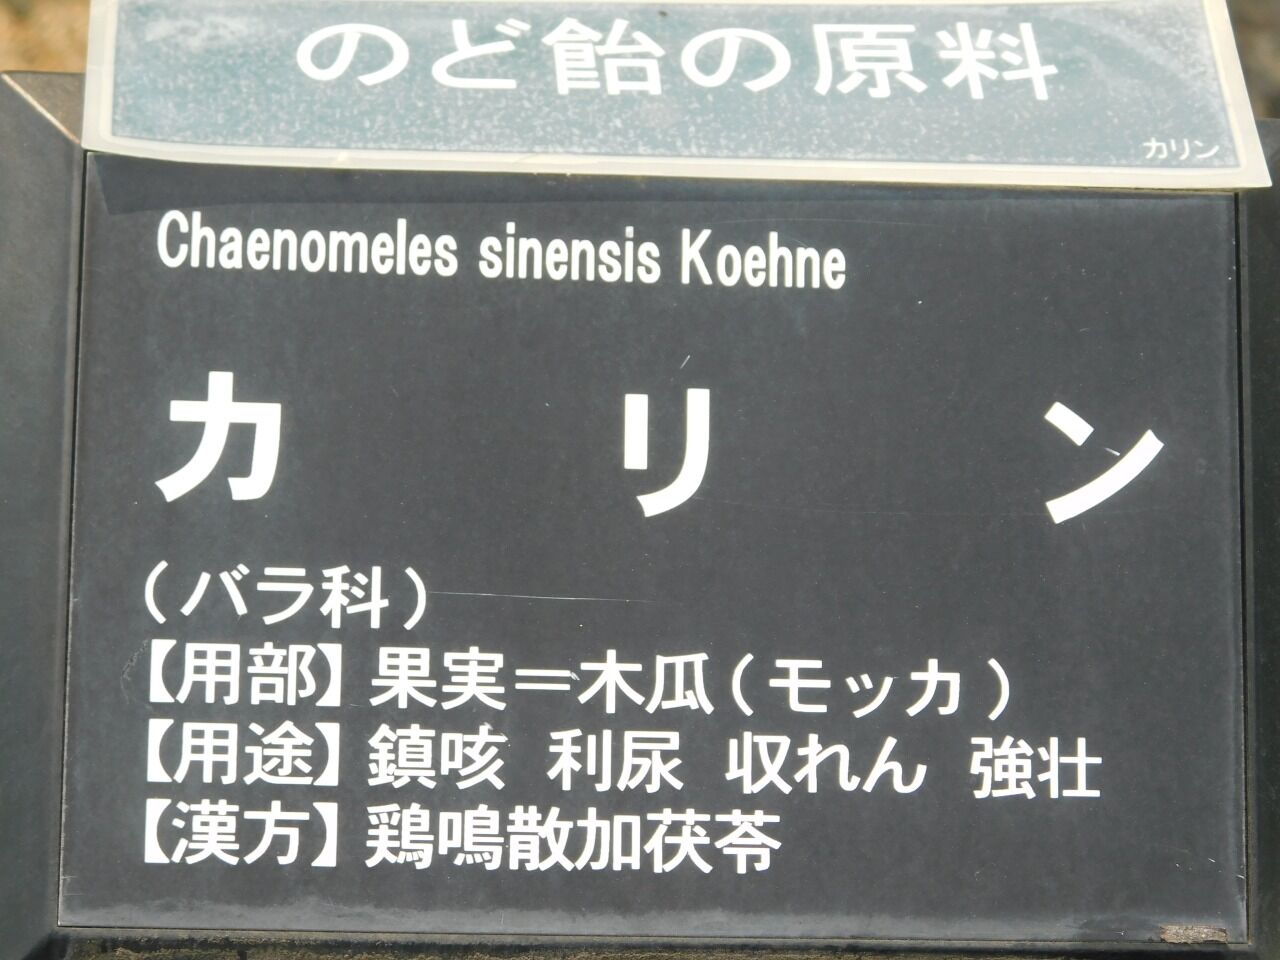 のど飴の原料
カリン
Chaenomeles sinensis Koehne
カリン
(バラ科)
【用部】果実=木瓜(モッカ)
【用途】鎮咳 利尿 収れん 強壮
【漢方】鶏鳴散加茯苓